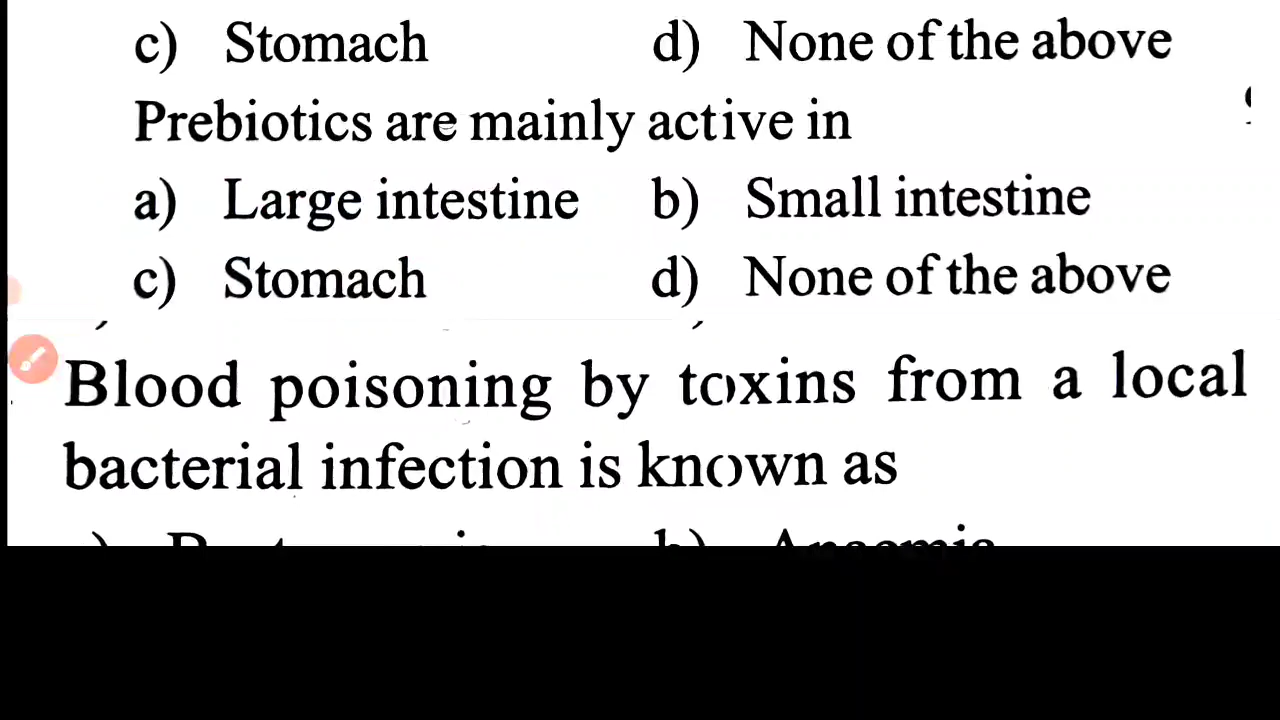 c) Stomach d) None of the above
Prebiotics are mainly active in
a) Large intestine b) Small intestine
c) Stomach d) None of the above
Blood poisoning by toxins from a local
bacterial infection is known as
b) Anaemia